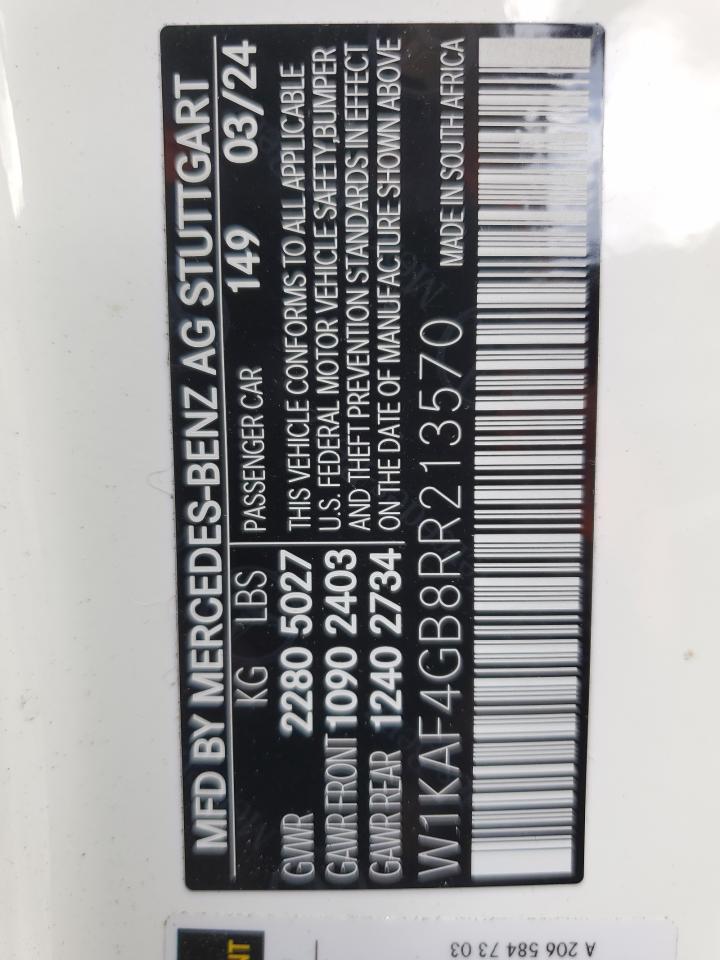 MFD BY MERCEDES-BENZ AG STUTTGART
KG LBS PASSENGER CAR 149 03/24
GVWR 2280 5027
GAWR FRONT 1090 2403
GAWR REAR 1240 2734
THIS VEHICLE CONFORMS TO ALL APPLICABLE
U.S. FEDERAL MOTOR VEHICLE SAFETY,BUMPER
AND THEFT PREVENTION STANDARDS IN EFFECT
ON THE DATE OF MANUFACTURE SHOWN ABOVE
W1KAF4GB8RR213570 MADE IN SOUTH AFRICA
A 206 584 73 03